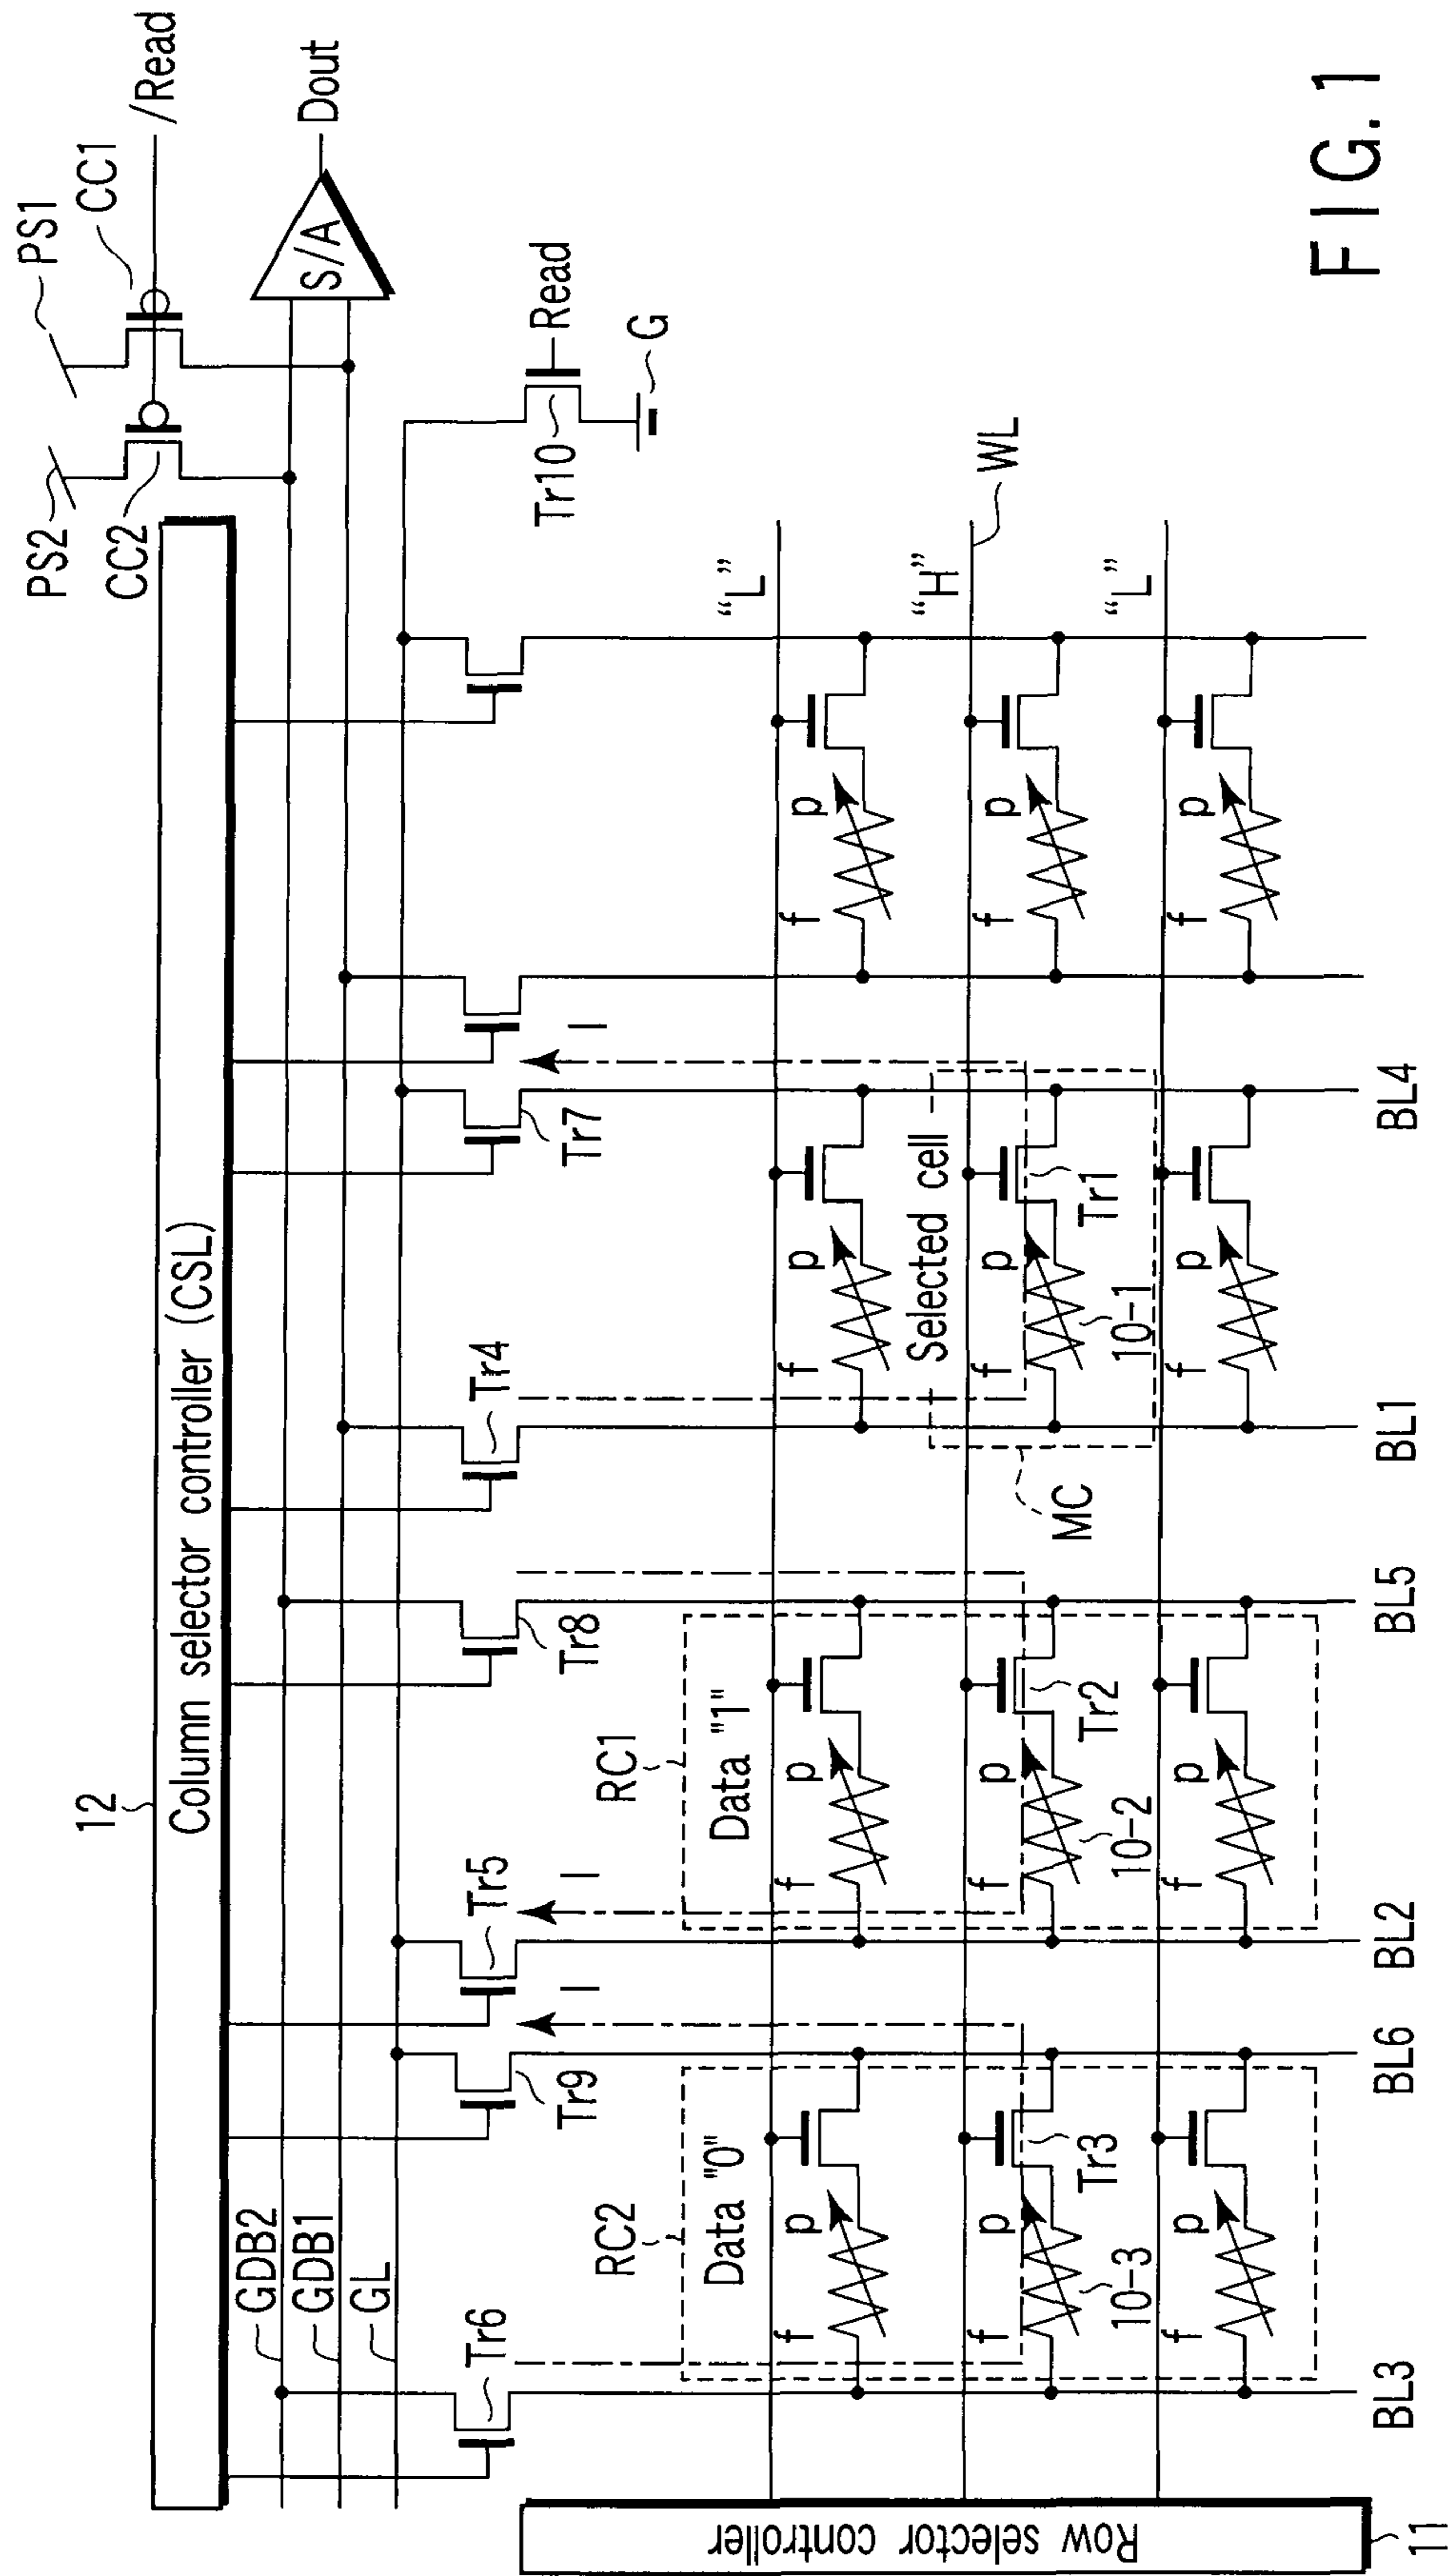 PS2
PS1
CC2
CC1
/Read
12
Column selector controller (CSL)
GDB2
GDB1
GL
S/A
Dout
Tr6
Tr9
Tr5
Tr8
Tr4
Tr7
Tr10
Read
G
I
I
I
RC2
RC1
Data "0"
Data "1"
"L"
f
p
f
p
f
p
f
p
Selected cell
"H"
WL
f
p
f
p
f
p
f
p
10-3
Tr3
10-2
Tr2
10-1
Tr1
MC
"L"
f
p
f
p
f
p
f
p
Row selector controller
11
BL3
BL6
BL2
BL5
BL1
BL4
FIG. 1